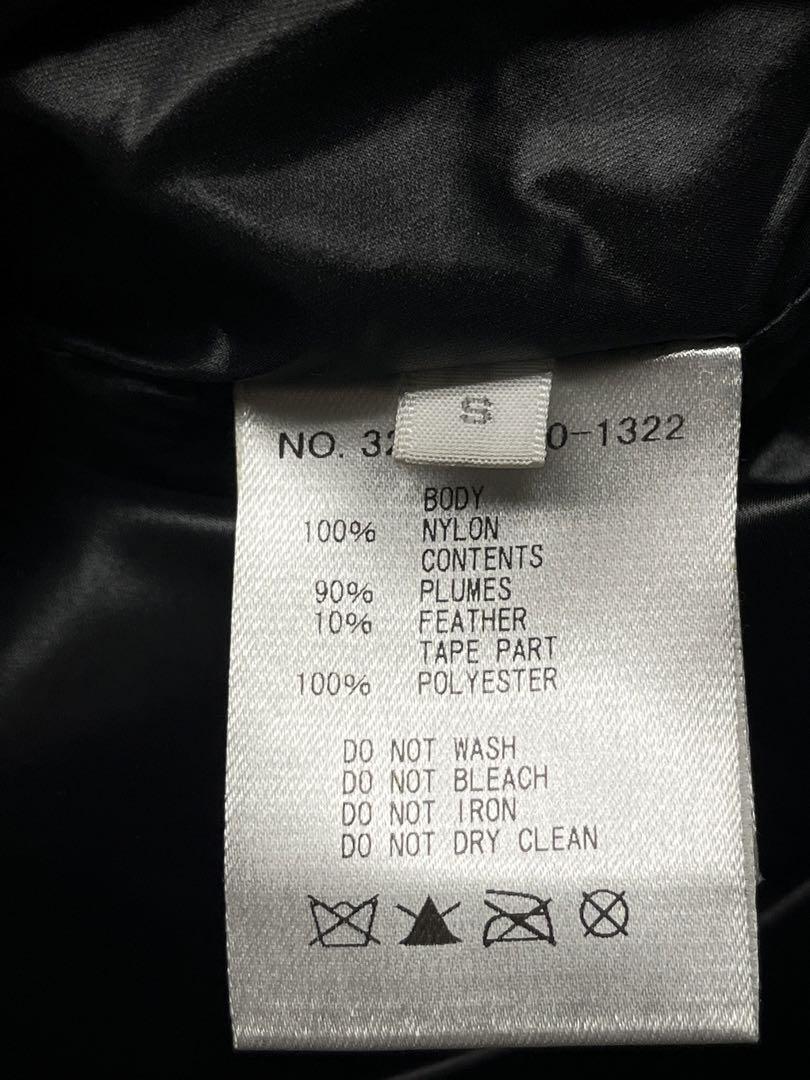 S
NO. 0-1322
BODY
100% NYLON
CONTENTS
90% PLUMES
10% FEATHER
TAPE PART
100% POLYESTER
DO NOT WASH
DO NOT BLEACH
DO NOT IRON
DO NOT DRY CLEAN